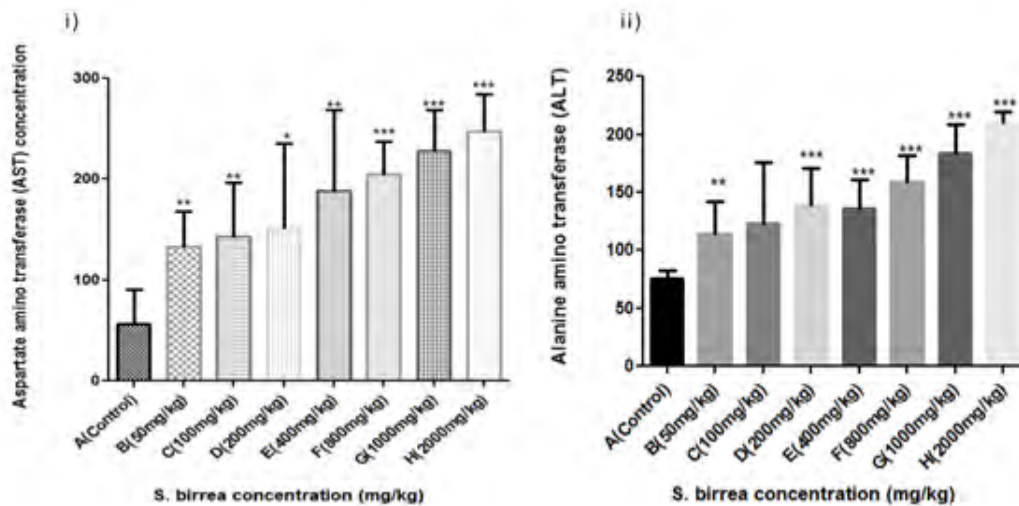 i)
Aspartate amino transferase (AST) concentration
300
200
100
0
**
**
*
**
***
***
***
A(Control)
B(50mg/kg)
C(100mg/kg)
D(200mg/kg)
E(400mg/kg)
F(800mg/kg)
G(1000mg/kg)
H(2000mg/kg)
S. birrea concentration (mg/kg)
ii)
Alanine amino transferase (ALT)
250
200
150
100
50
0
**
***
***
***
***
***
A(Control)
B(50mg/kg)
C(100mg/kg)
D(200mg/kg)
E(400mg/kg)
F(800mg/kg)
G(1000mg/kg)
H(2000mg/kg)
S. birrea concentration (mg/kg)